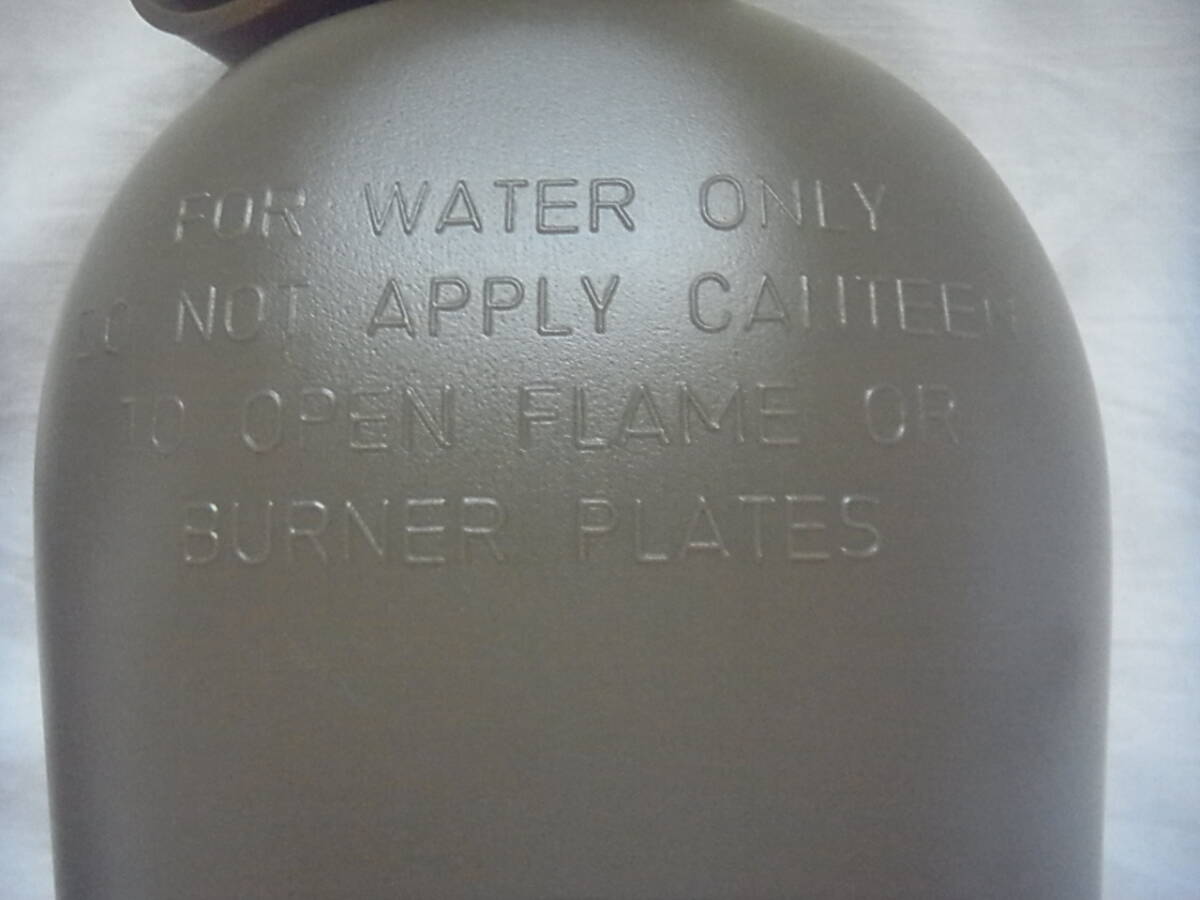 FOR WATER ONLY
DO NOT APPLY CANTEEN
TO OPEN FLAME OR
BURNER PLATES